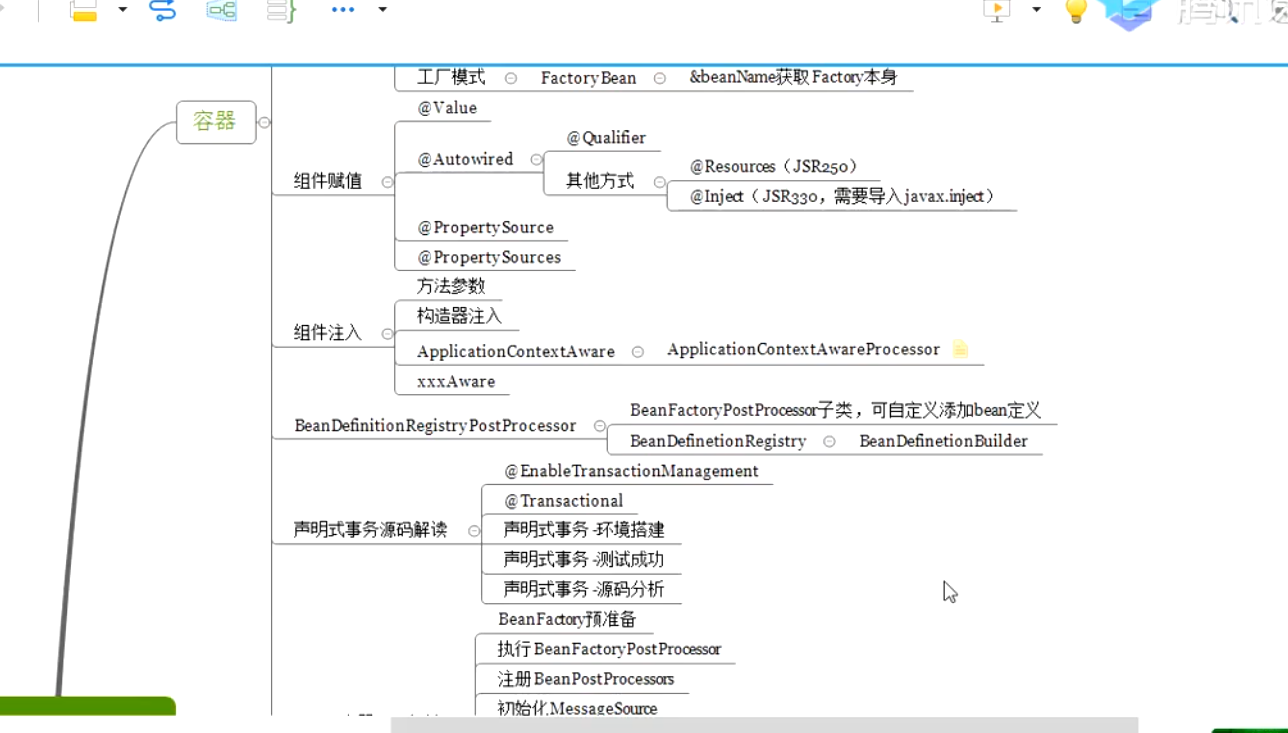 腾讯
工厂模式 FactoryBean &beanName获取Factory本身
容器
@Value
@Qualifier
@Autowired
@Resources（JSR250）
组件赋值
其他方式
@Inject（JSR330，需要导入javax.inject）
@PropertySource
@PropertySources
方法参数
构造器注入
组件注入
ApplicationContextAware ApplicationContextAwareProcessor
xxxAware
BeanFactoryPostProcessor子类，可自定义添加bean定义
BeanDefinitionRegistryPostProcessor
BeanDefinetionRegistry BeanDefinetionBuilder
@EnableTransactionManagement
@Transactional
声明式事务源码解读
声明式事务-环境搭建
声明式事务-测试成功
声明式事务-源码分析
BeanFactory预准备
执行BeanFactoryPostProcessor
注册BeanPostProcessors
初始化MessageSource